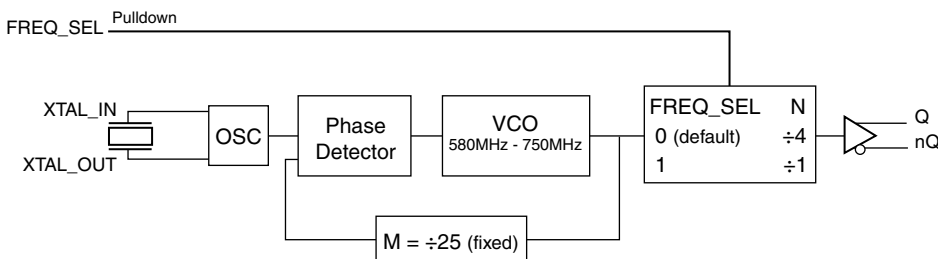 FREQ_SEL Pulldown
XTAL_IN
XTAL_OUT
OSC
Phase
Detector
VCO
580MHz - 750MHz
FREQ_SEL N
0 (default) ÷4
1 ÷1
Q
nQ
M = ÷25 (fixed)